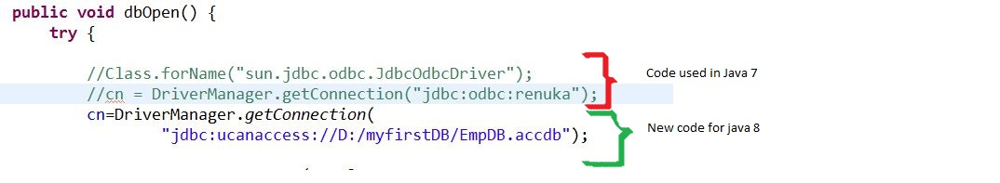 public void dbOpen() {
try {
//Class.forName("sun.jdbc.odbc.JdbcOdbcDriver");
Code used in Java 7
//cn = DriverManager.getConnection("jdbc:odbc:renuka");
cn=DriverManager.getConnection(
New code for java 8
"jdbc:ucanaccess://D:/myfirstDB/EmpDB.accdb");